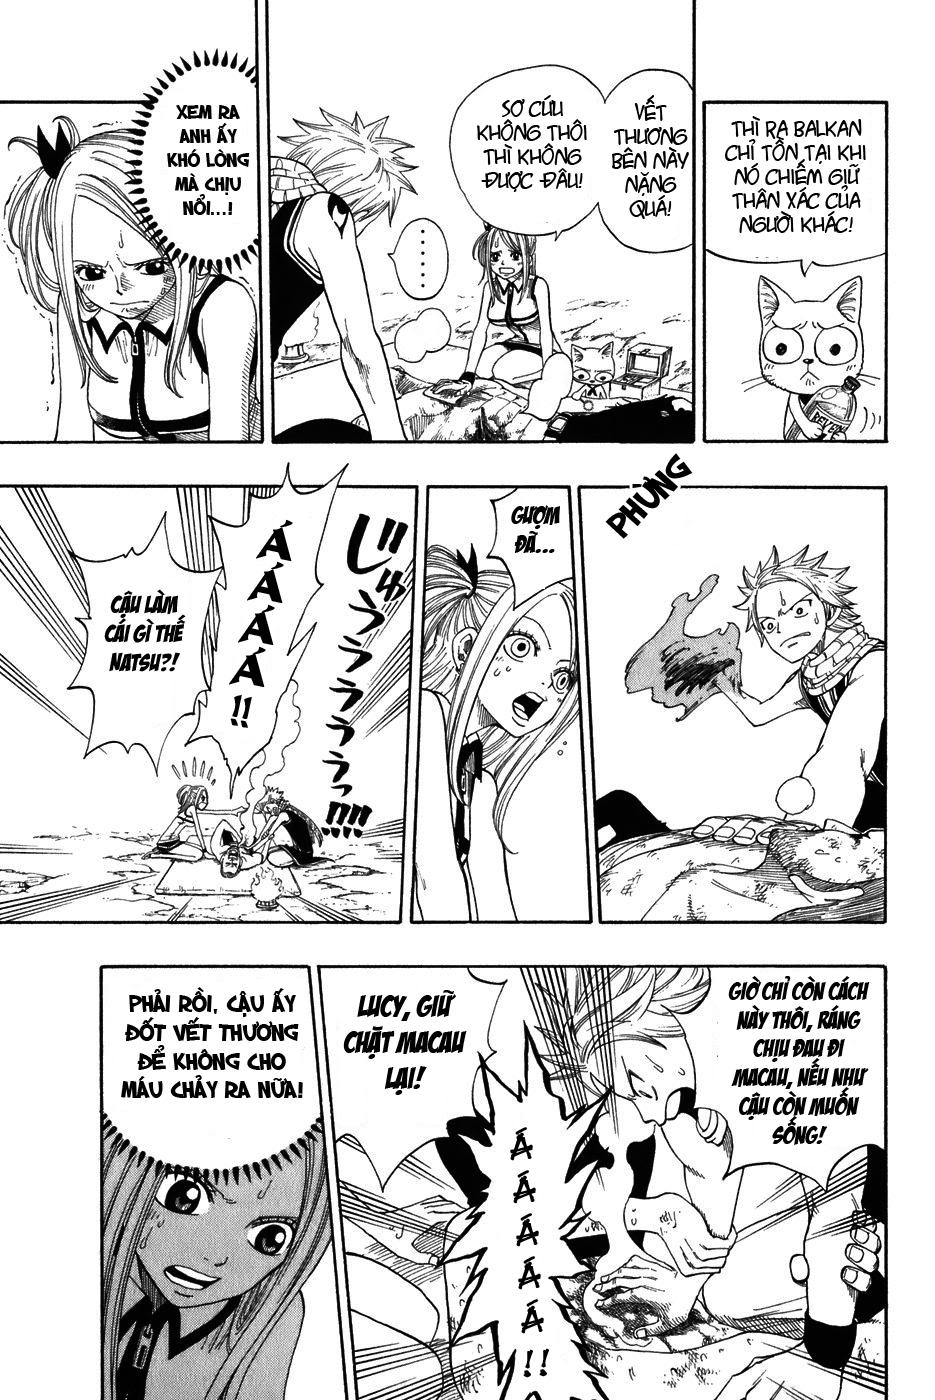 THÌ RA BALKAN
CHỈ TỒN TẠI KHI
NÓ CHIẾM GIỮ
THÂN XÁC CỦA
NGƯỜI KHÁC!
VẾT
THƯƠNG
BÊN NÀY
NẶNG
QUÁ!
SƠ CỨU
KHÔNG THÔI
THÌ KHÔNG
ĐƯỢC ĐÂU!
XEM RA
ANH ẤY
KHÓ LÒNG
MÀ CHỊU
NỔI...!
PHỪNG
GƯỢM
ĐÃ...
じゅうううううっ!!!!
Á Á Á Á!!
CẬU LÀM
CÁI GÌ THẾ
NATSU?!
GIỜ CHỈ CÒN CÁCH
NÀY THÔI, RÁNG
CHỊU ĐAU ĐI
MACAU, NẾU NHƯ
CẬU CÒN MUỐN
SỐNG!
LUCY, GIỮ
CHẶT MACAU
LẠI!
Á Á Á Á Á!!
PHẢI RỒI, CẬU ẤY
ĐỐT VẾT THƯƠNG
ĐỂ KHÔNG CHO
MÁU CHẢY RA NỮA!